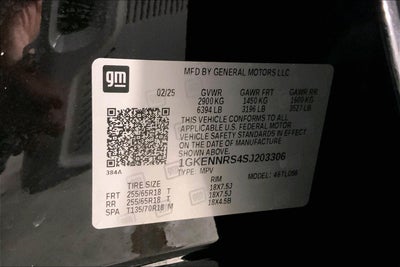 gm
MFD BY GENERAL MOTORS LLC.
02/25 GVWR GAWR FRT GAWR RR
2900KG 1450 KG 1600 KG
6394 LB 3196 LB 3527 LB
THIS VEHICLE CONFORMS TO ALL
APPLICABLE U.S. FEDERAL MOTOR
VEHICLE SAFETY STANDARDS IN EFFECT
ON THE DATE OF MANUFACTURE
SHOWN ABOVE.
384A 1GKENNRS4SJ203306
TYPE: MPV MODEL:
TIRE SIZE RIM
FRT 255/65R18 T 18X7.5J
RR 255/65R18 T 18X7.5J
SPA T135/70R18 M 18X4.5B